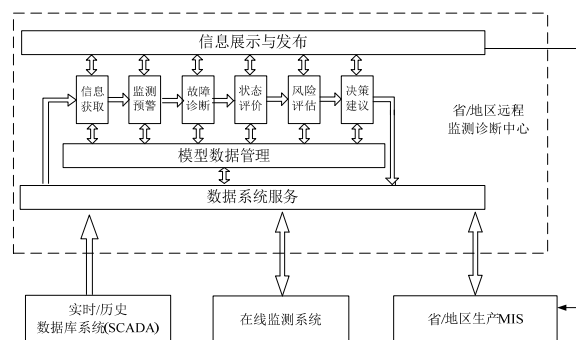 信息展示与发布
信息
获取
监测
预警
故障
诊断
状态
评价
风险
评估
决策
建议
省/地区远程
监测诊断中心
模型数据管理
数据系统服务
实时/历史
数据库系统(SCADA)
在线监测系统
省/地区生产MIS